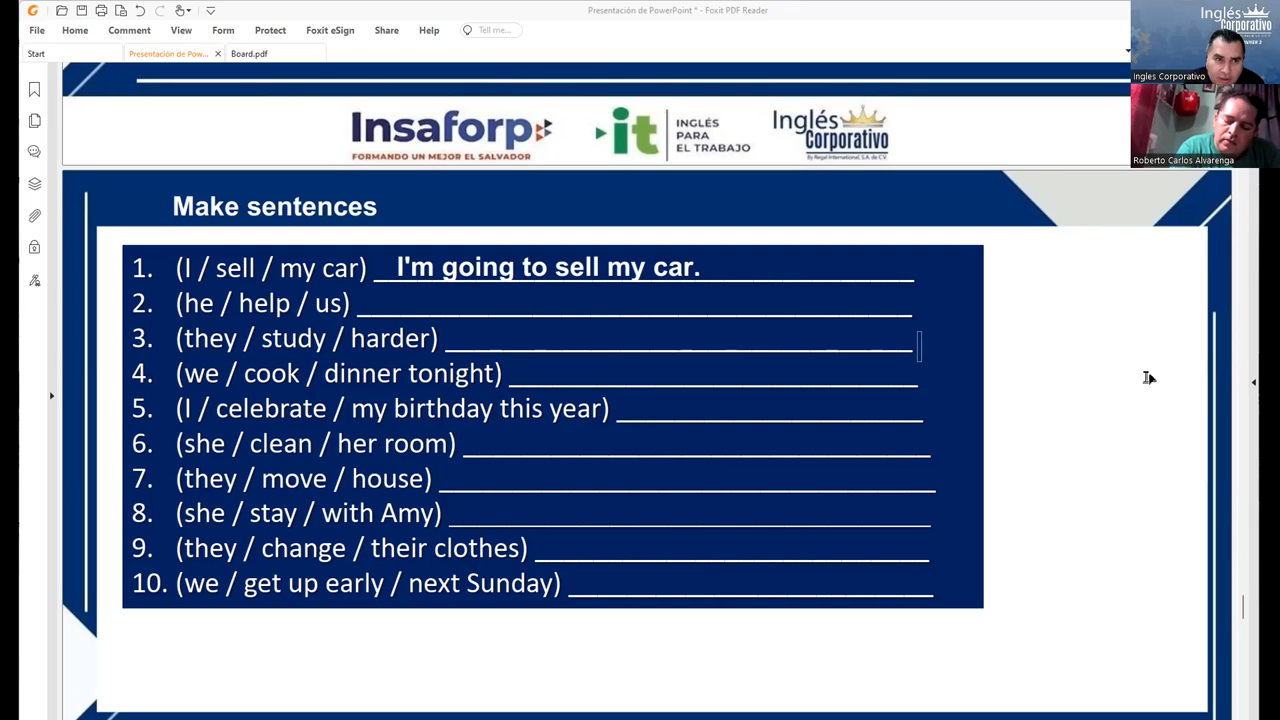 Presentación de PowerPoint * - Foxit PDF Reader
File Home Comment View Form Protect Foxit eSign Share Help Tell me...
Start Presentación de Pow... Board.pdf
Inglés
Corporativo
Ingles Corporativo
Roberto Carlos Alvarenga
Insaforp
FORMANDO UN MEJOR EL SALVADOR
it
INGLÉS
PARA
EL TRABAJO
Inglés
Corporativo
By Regal International, S.A. de C.V.
Make sentences
1. (I / sell / my car) I'm going to sell my car.
2. (he / help / us)
3. (they / study / harder)
4. (we / cook / dinner tonight)
5. (I / celebrate / my birthday this year)
6. (she / clean / her room)
7. (they / move / house)
8. (she / stay / with Amy)
9. (they / change / their clothes)
10. (we / get up early / next Sunday)